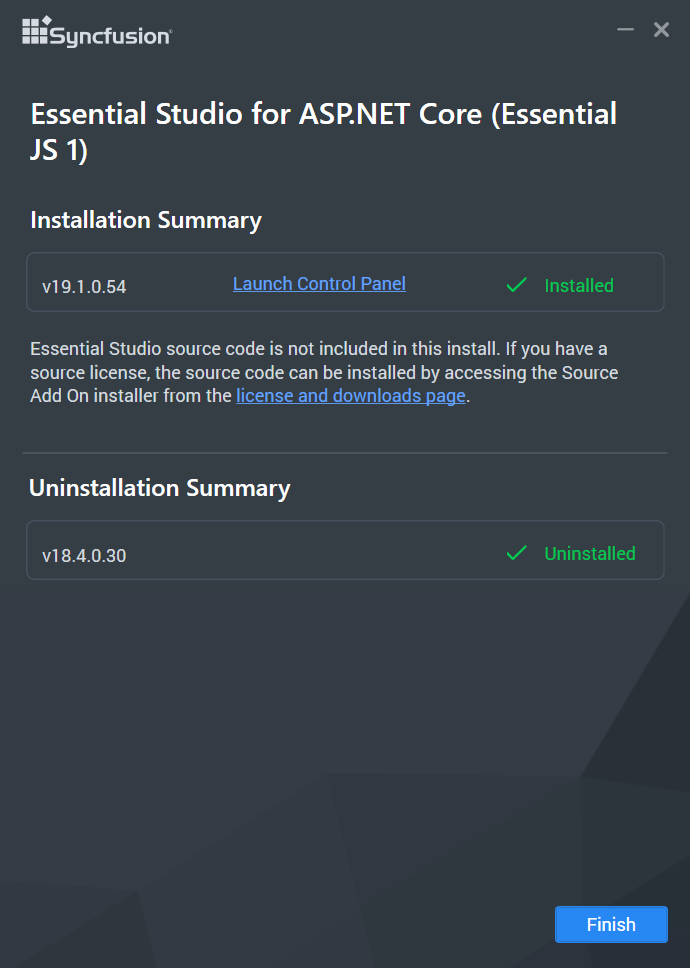 Syncfusion®
Essential Studio for ASP.NET Core (Essential
JS 1)
Installation Summary
v19.1.0.54 Launch Control Panel Installed
Essential Studio source code is not included in this install. If you have a
source license, the source code can be installed by accessing the Source
Add On installer from the license and downloads page.
Uninstallation Summary
v18.4.0.30 Uninstalled
Finish